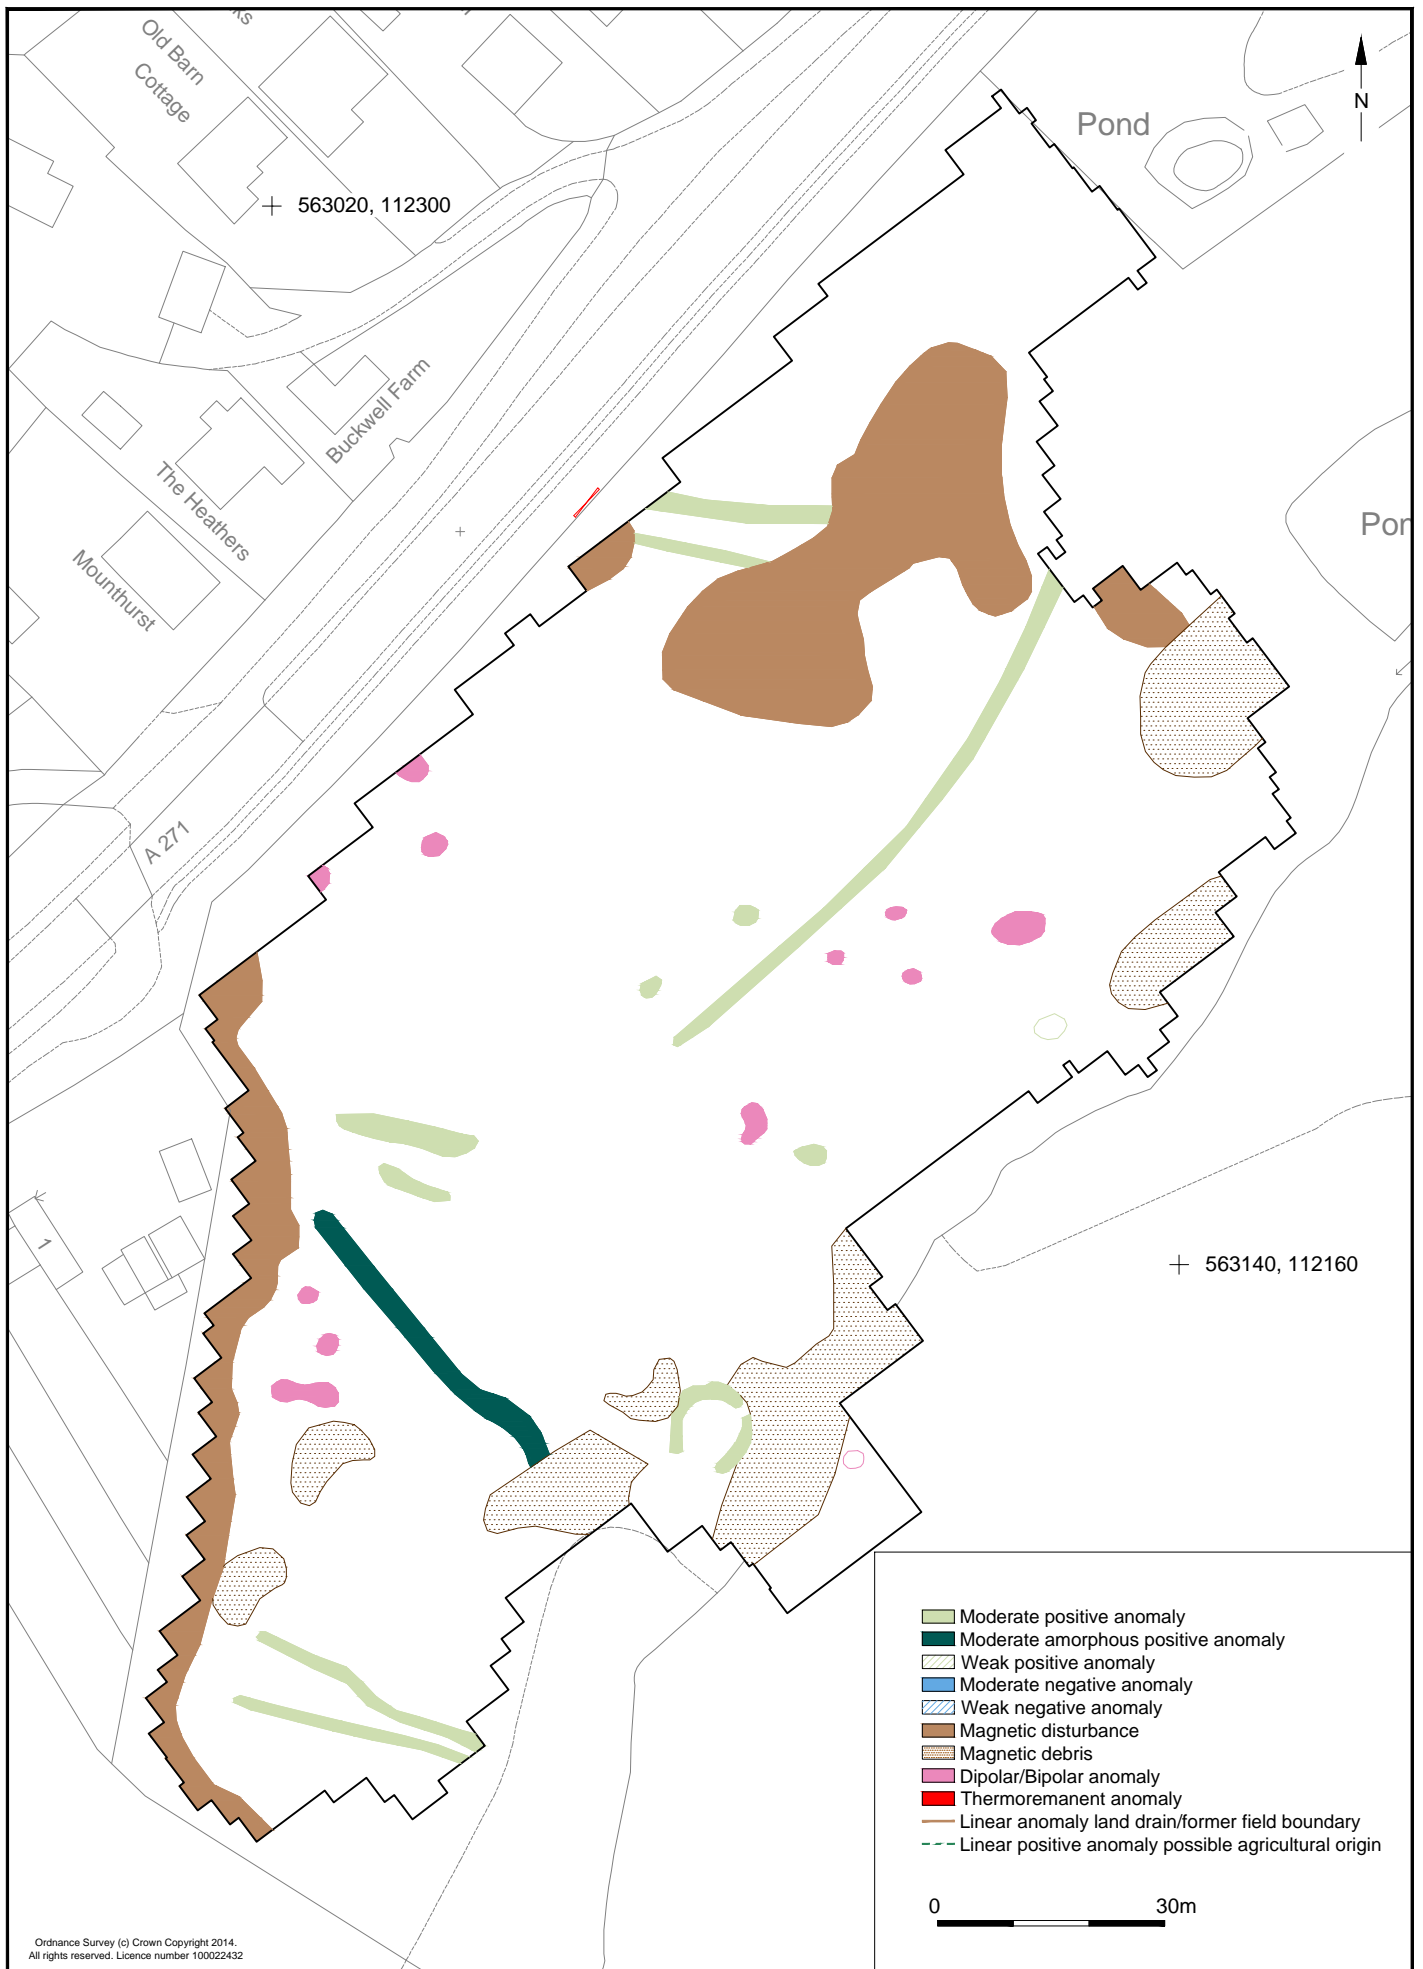 Old Barn
Cottage
Pond
N
563020, 112300
Buckwell Farm
The Heathers
Mounthurst
A 271
1
563140, 112160
Moderate positive anomaly
Moderate amorphous positive anomaly
Weak positive anomaly
Moderate negative anomaly
Weak negative anomaly
Magnetic disturbance
Magnetic debris
Dipolar/Bipolar anomaly
Thermoremanent anomaly
Linear anomaly land drain/former field boundary
Linear positive anomaly possible agricultural origin
0 30m
Ordnance Survey (c) Crown Copyright 2014.
All rights reserved. Licence number 100022432